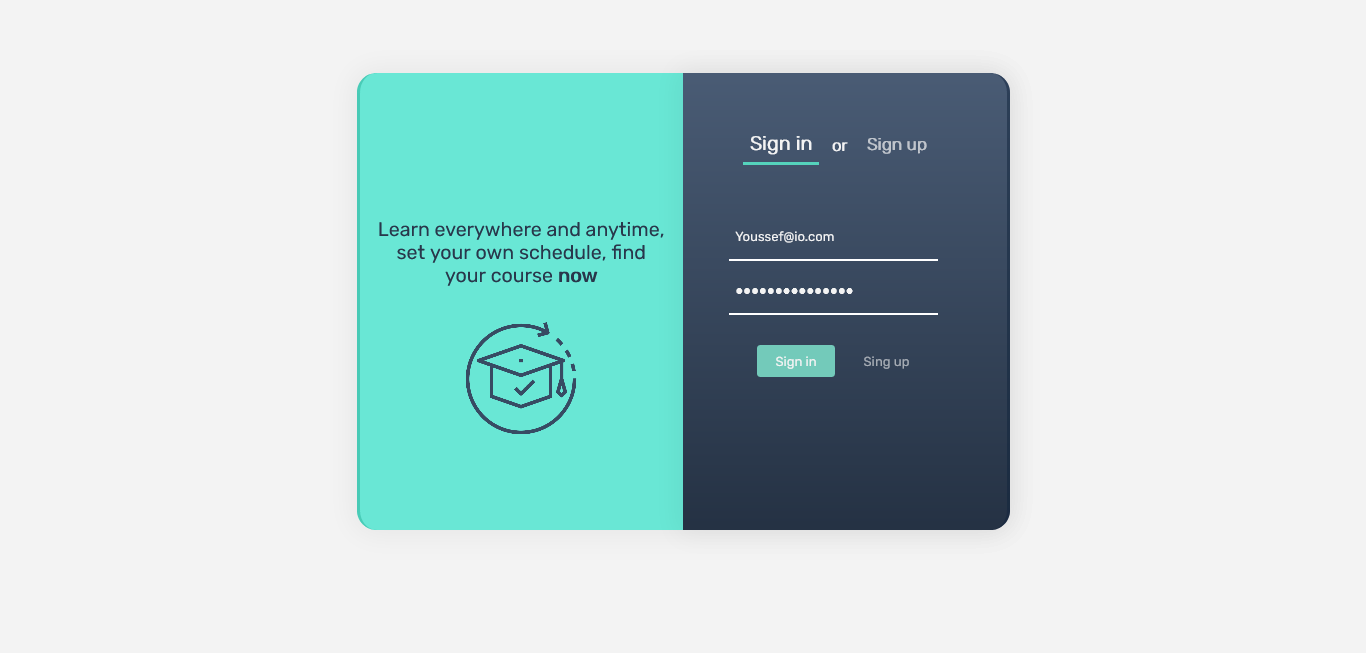 Learn everywhere and anytime,
set your own schedule, find
your course now
Sign in or Sign up
Youssef@io.com
•••••••••••••••
Sign in Sing up